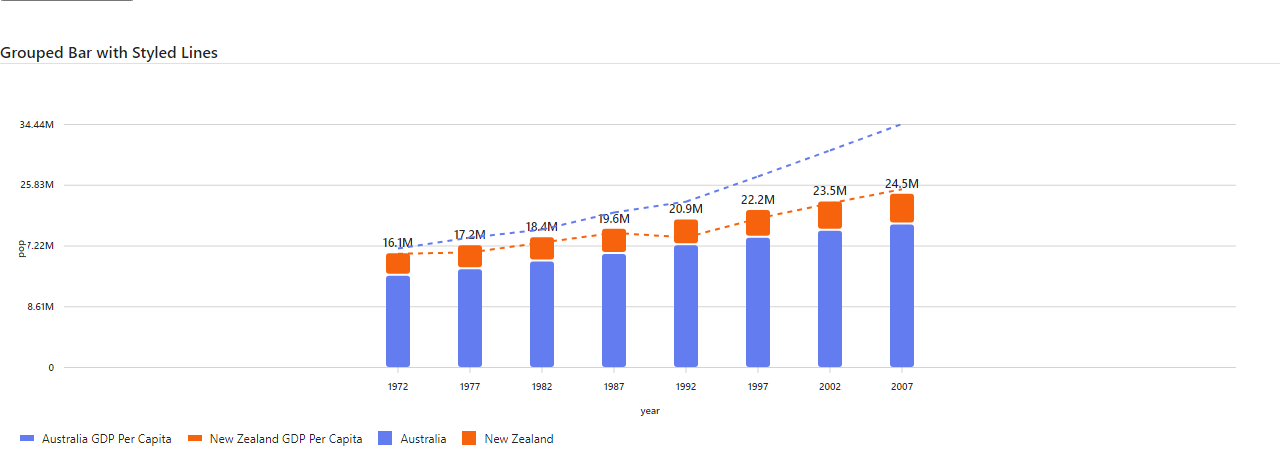 Grouped Bar with Styled Lines
34.44M
25.83M
7.22M
8.61M
0
pop
16.1M
17.2M
18.4M
19.6M
20.9M
22.2M
23.5M
24.5M
1972
1977
1982
1987
1992
1997
2002
2007
year
Australia GDP Per Capita
New Zealand GDP Per Capita
Australia
New Zealand